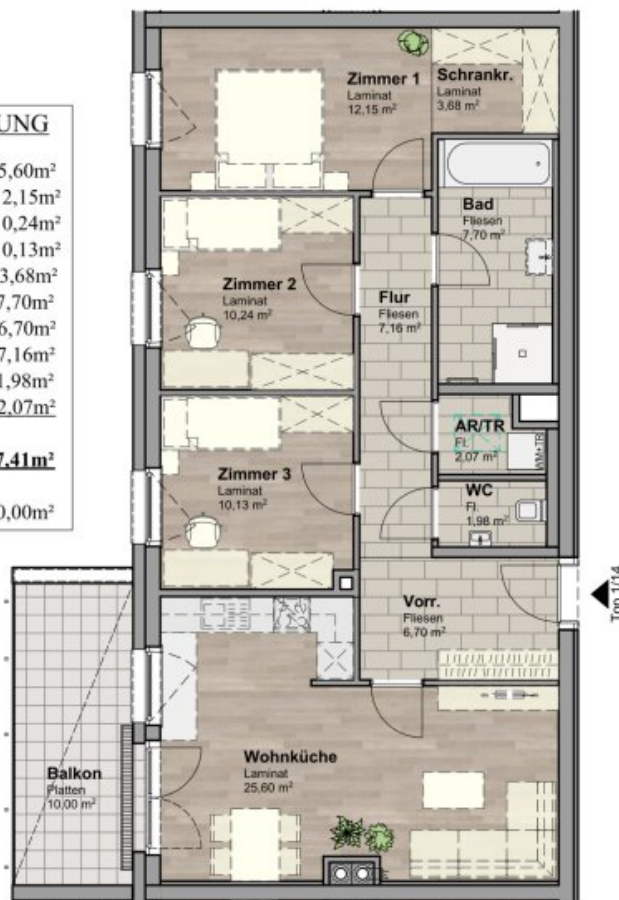 UNG
5,60m²
2,15m²
0,24m²
0,13m²
3,68m²
7,70m²
6,70m²
7,16m²
1,98m²
2,07m²
7,41m²
0,00m²
Zimmer 1
Laminat
12,15 m²
Schrankr.
Laminat
3,68 m²
Bad
Fliesen
7,70 m²
Zimmer 2
Laminat
10,24 m²
Flur
Fliesen
7,16 m²
AR/TR
Fl.
2,07 m²
WM+TR
Zimmer 3
Laminat
10,13 m²
WC
Fl.
1,98 m²
Vorr.
Fliesen
6,70 m²
Top 1/14
Wohnküche
Laminat
25,60 m²
Balkon
Platten
10,00 m²